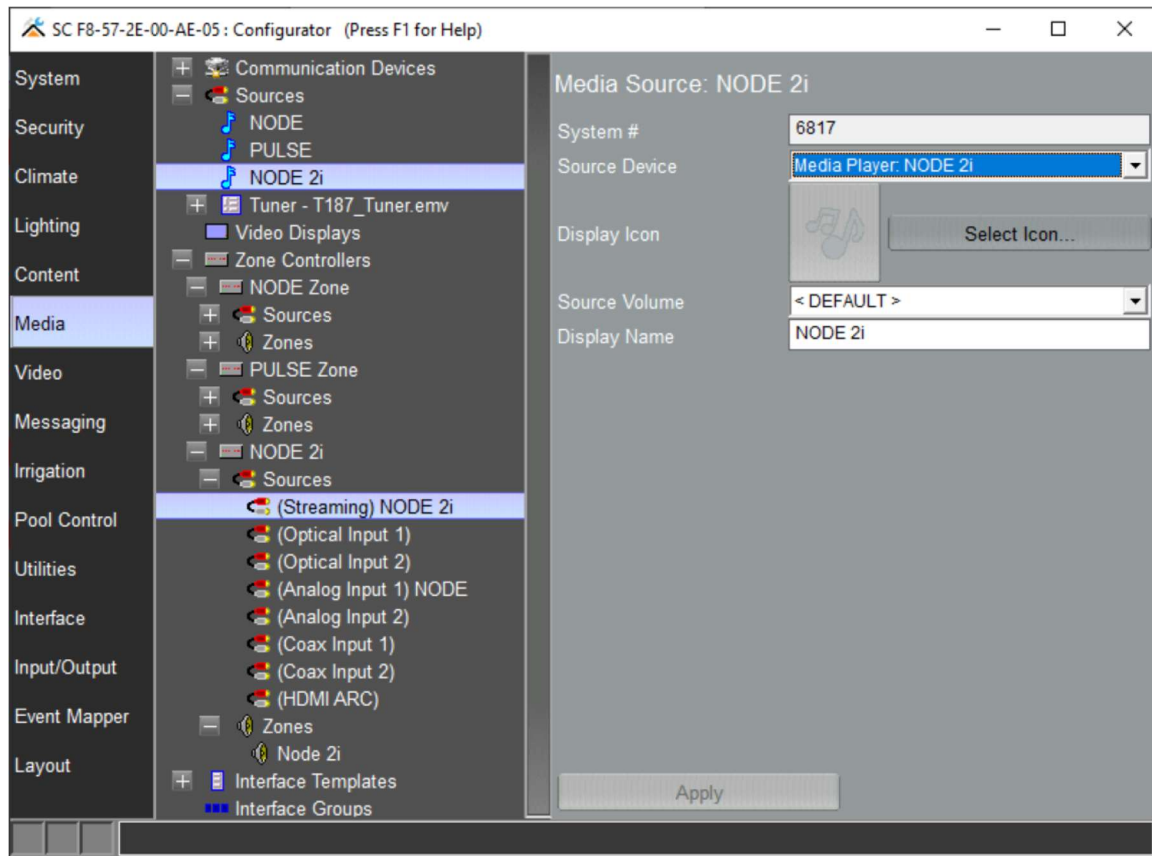 SC F8-57-2E-00-AE-05 : Configurator   (Press F1 for Help)
System
Security
Climate
Lighting
Content
Media
Video
Messaging
Irrigation
Pool Control
Utilities
Interface
Input/Output
Event Mapper
Layout
Communication Devices
Sources
NODE
PULSE
NODE 2i
Tuner - T187_Tuner.emv
Video Displays
Zone Controllers
NODE Zone
Sources
Zones
PULSE Zone
Sources
Zones
NODE 2i
Sources
(Streaming) NODE 2i
(Optical Input 1)
(Optical Input 2)
(Analog Input 1) NODE
(Analog Input 2)
(Coax Input 1)
(Coax Input 2)
(HDMI ARC)
Zones
Node 2i
Interface Templates
Interface Groups
Media Source: NODE 2i
System # 6817
Source Device Media Player: NODE 2i
Display Icon Select Icon...
Source Volume < DEFAULT >
Display Name NODE 2i
Apply